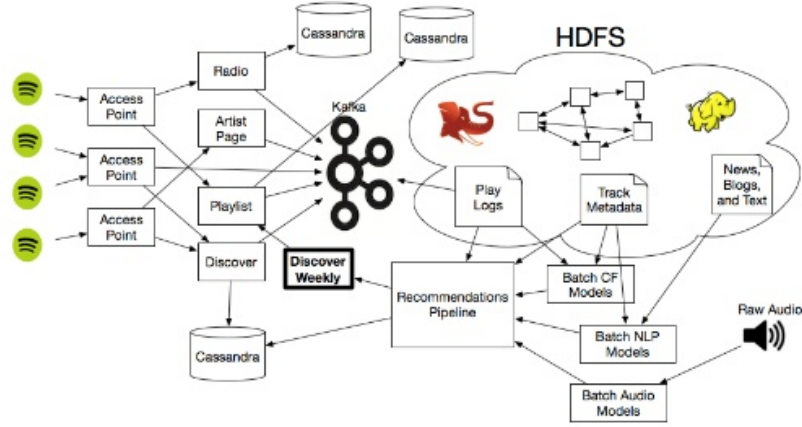 Cassandra
Cassandra
HDFS
Radio
Access
Point
Kafka
Artist
Page
Access
Point
Play
Logs
Track
Metadata
News,
Blogs,
and Text
Playlist
Access
Point
Discover
Discover
Weekly
Recommendations
Pipeline
Batch CF
Models
Raw Audio
Cassandra
Batch NLP
Models
Batch Audio
Models